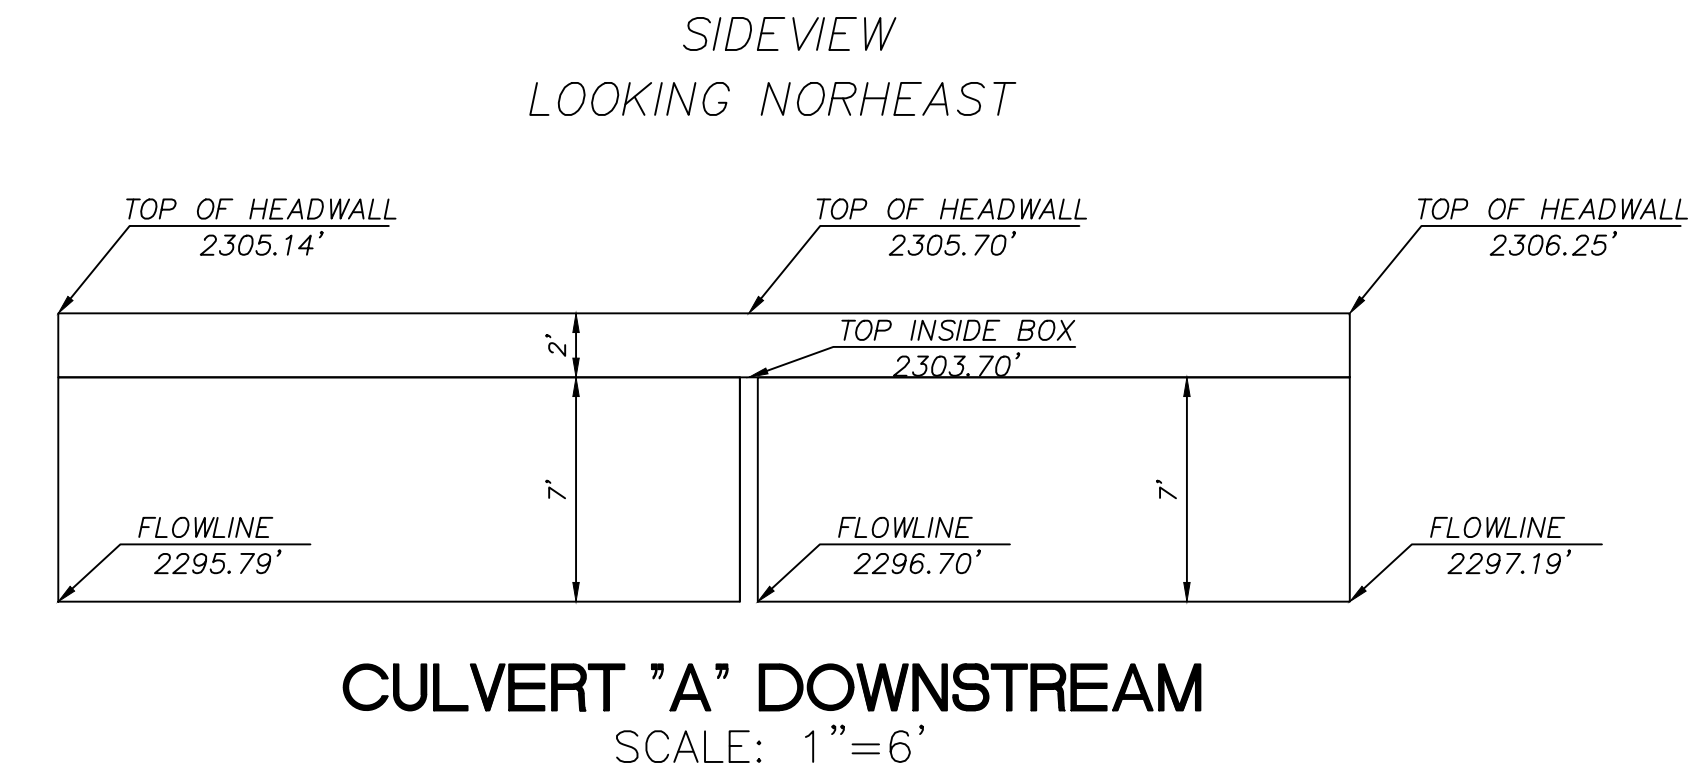 SIDEVIEW
LOOKING NORHEAST
TOP OF HEADWALL
2305.14'
TOP OF HEADWALL
2305.70'
TOP OF HEADWALL
2306.25'
2'
TOP INSIDE BOX
2303.70'
7'
7'
FLOWLINE
2295.79'
FLOWLINE
2296.70'
FLOWLINE
2297.19'
CULVERT "A" DOWNSTREAM
SCALE: 1"=6'